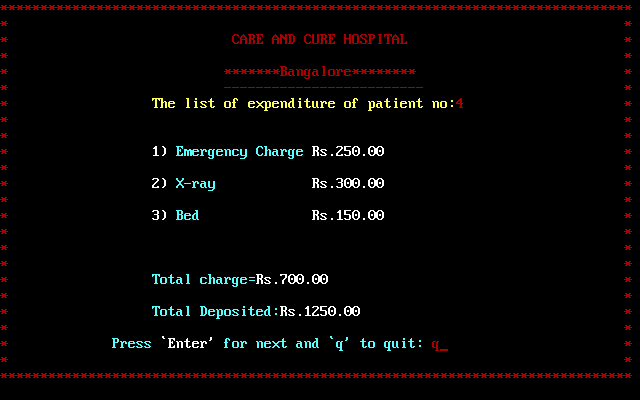 CARE AND CURE HOSPITAL
*******Bangalore********
-------------------------
The list of expenditure of patient no:4
1) Emergency Charge Rs.250.00
2) X-ray Rs.300.00
3) Bed Rs.150.00
Total charge=Rs.700.00
Total Deposited:Rs.1250.00
Press `Enter' for next and `q' to quit: q_